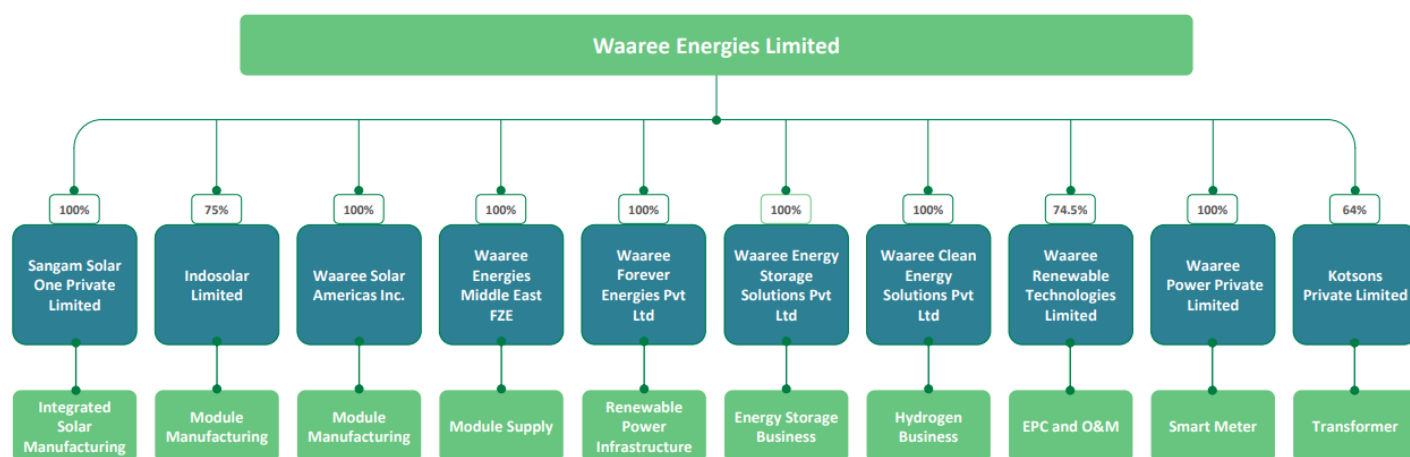 Waaree Energies Limited
100%
75%
100%
100%
100%
100%
100%
74.5%
100%
64%
Sangam Solar
One Private
Limited
Indosolar
Limited
Waaree Solar
Americas Inc.
Waaree
Energies
Middle East
FZE
Waaree
Forever
Energies Pvt
Ltd
Waaree Energy
Storage
Solutions Pvt
Ltd
Waaree Clean
Energy
Solutions Pvt
Ltd
Waaree
Renewable
Technologies
Limited
Waaree
Power Private
Limited
Kotsons
Private Limited
Integrated
Solar
Manufacturing
Module
Manufacturing
Module
Manufacturing
Module Supply
Renewable
Power
Infrastructure
Energy Storage
Business
Hydrogen
Business
EPC and O&M
Smart Meter
Transformer